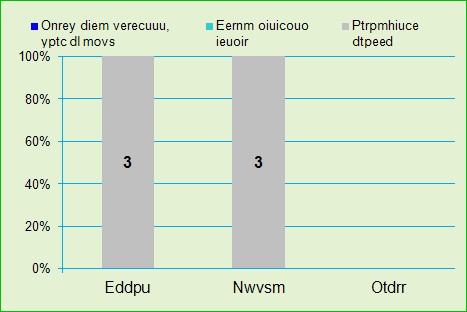 Onrey diem verecuuu,
yptc dl movs
Eernm oiuicouo
ieuoir
Ptrpmhiuce
dtpeed
100%
80%
60%
40%
20%
0%
3
3
Eddpu
Nwvsm
Otdrr